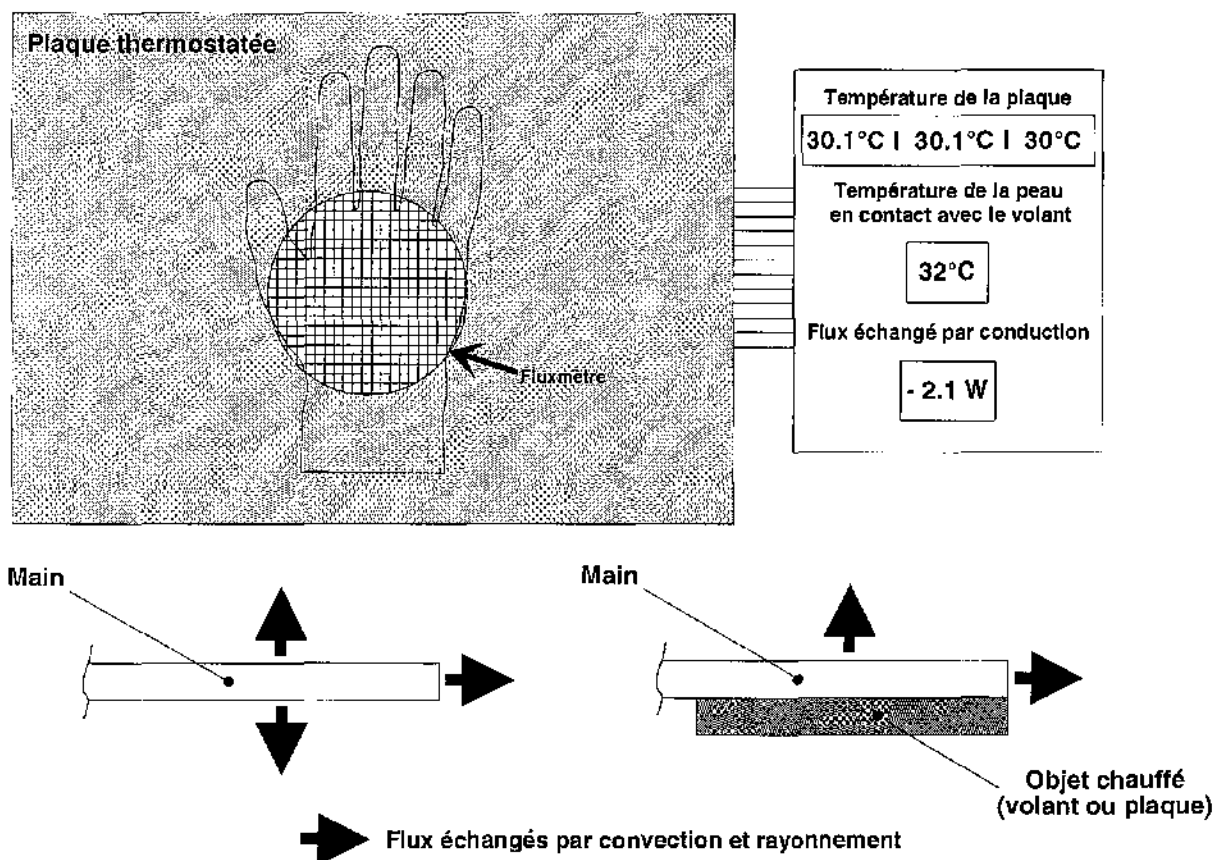 Plaque thermostatée
Fluxmètre
Température de la plaque
30.1°C | 30.1°C | 30°C
Température de la peau
en contact avec le volant
32°C
Flux échangé par conduction
- 2.1 W
Main
Main
Objet chauffé
(volant ou plaque)
Flux échangés par convection et rayonnement